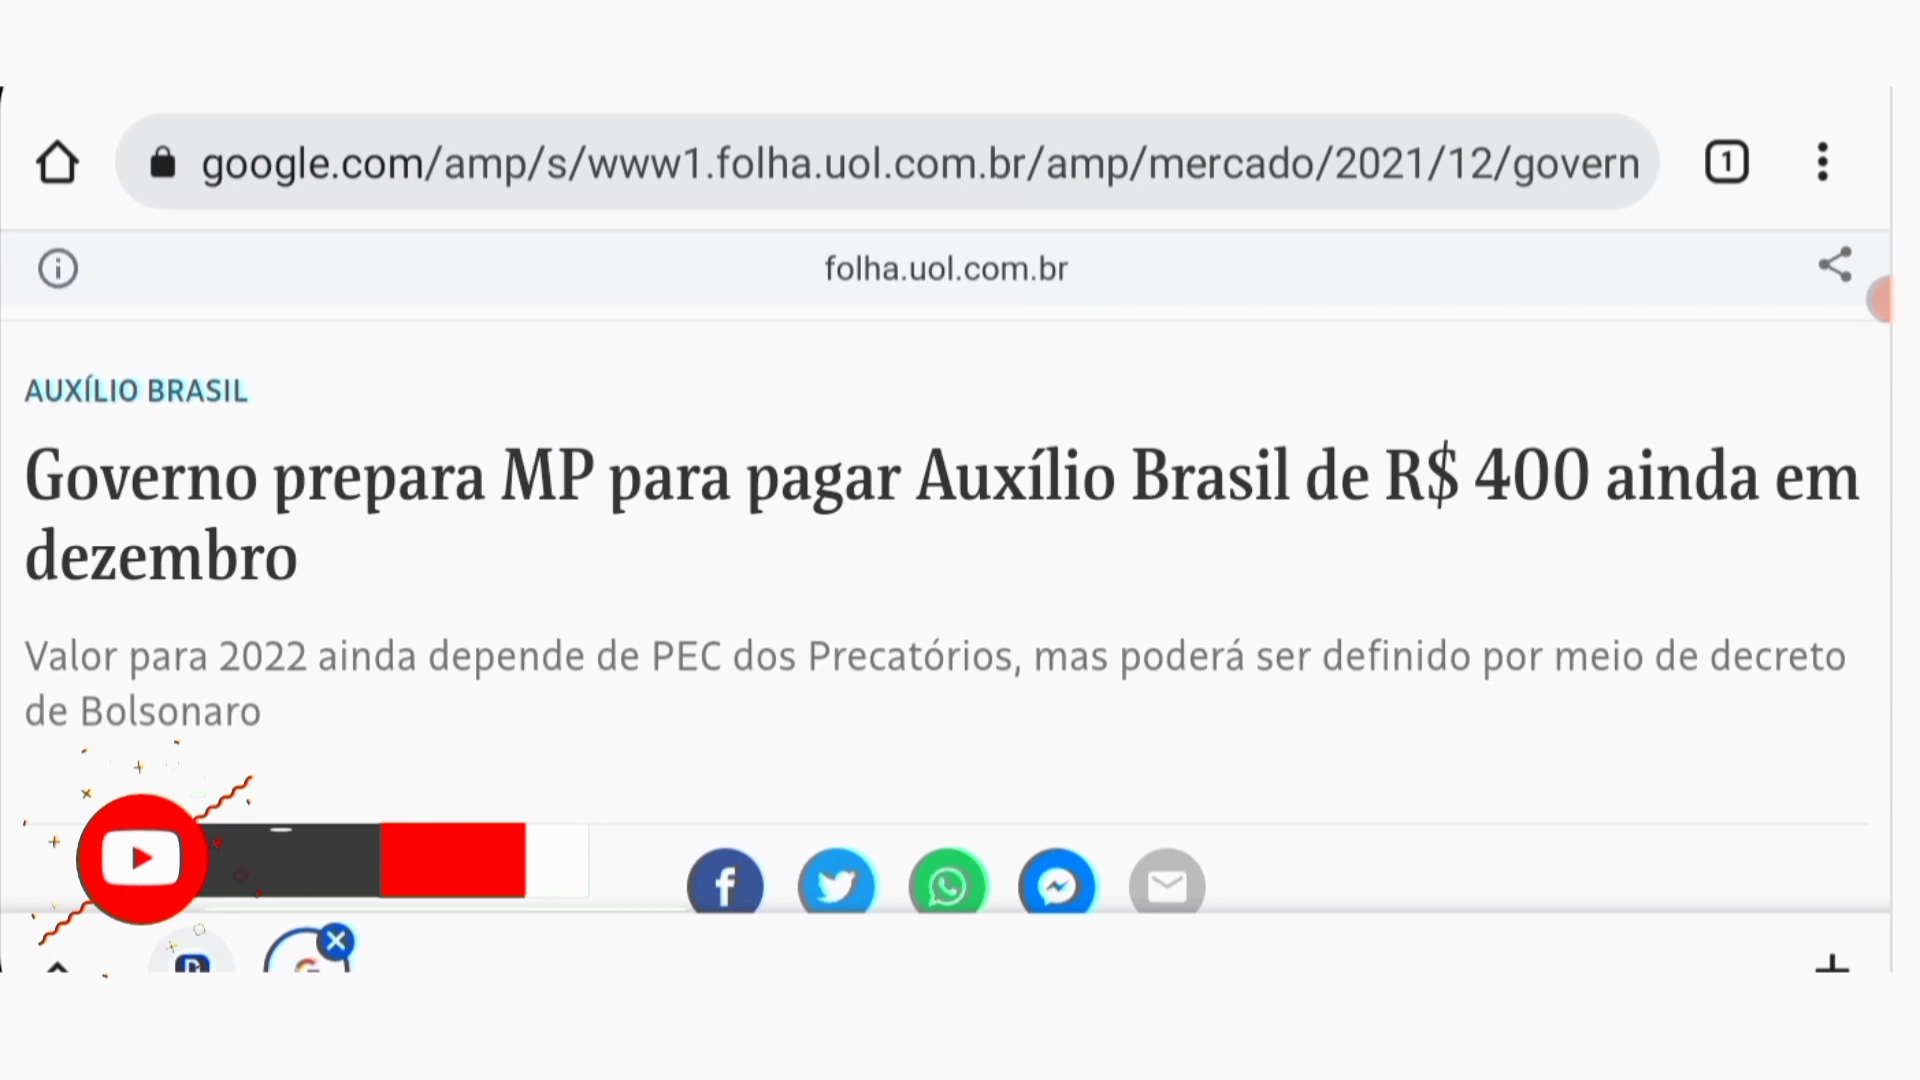 google.com/amp/s/www1.folha.uol.com.br/amp/mercado/2021/12/govern
1
folha.uol.com.br
AUXÍLIO BRASIL
Governo prepara MP para pagar Auxílio Brasil de R$ 400 ainda em
dezembro
Valor para 2022 ainda depende de PEC dos Precatórios, mas poderá ser definido por meio de decreto
de Bolsonaro